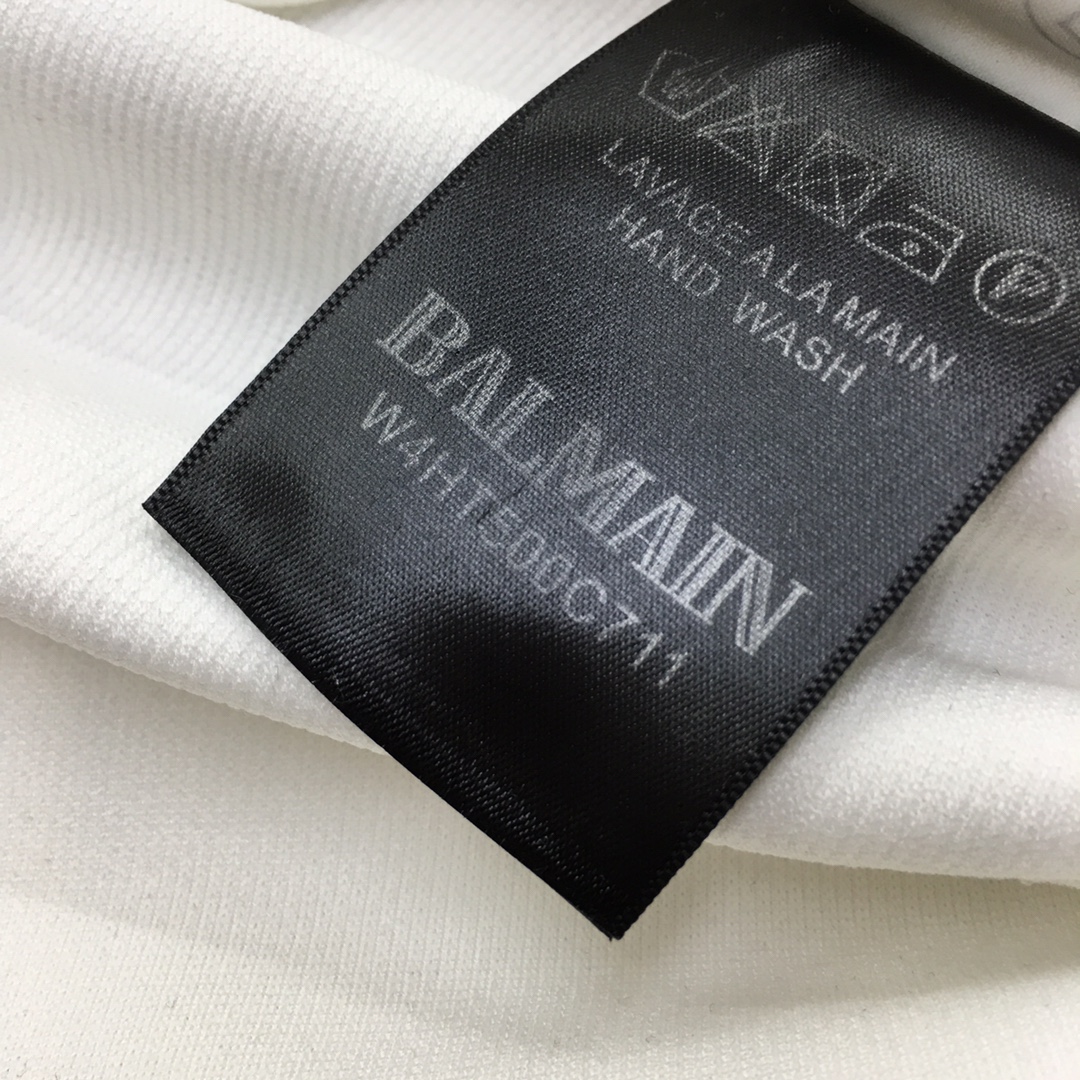 LAVAGE A LA MAIN
HAND WASH
BALMAIN
W4HT500C711